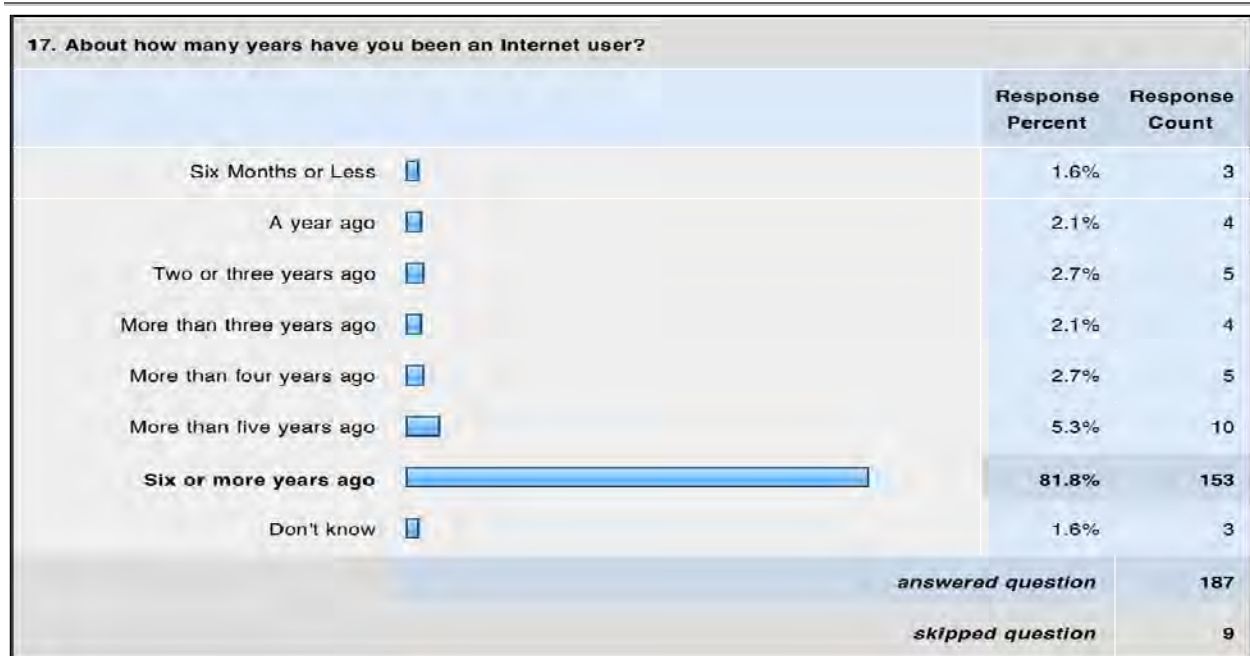 17. About how many years have you been an Internet user?
Response Percent Response Count
Six Months or Less 1.6% 3
A year ago 2.1% 4
Two or three years ago 2.7% 5
More than three years ago 2.1% 4
More than four years ago 2.7% 5
More than five years ago 5.3% 10
Six or more years ago 81.8% 153
Don't know 1.6% 3
answered question 187
skipped question 9